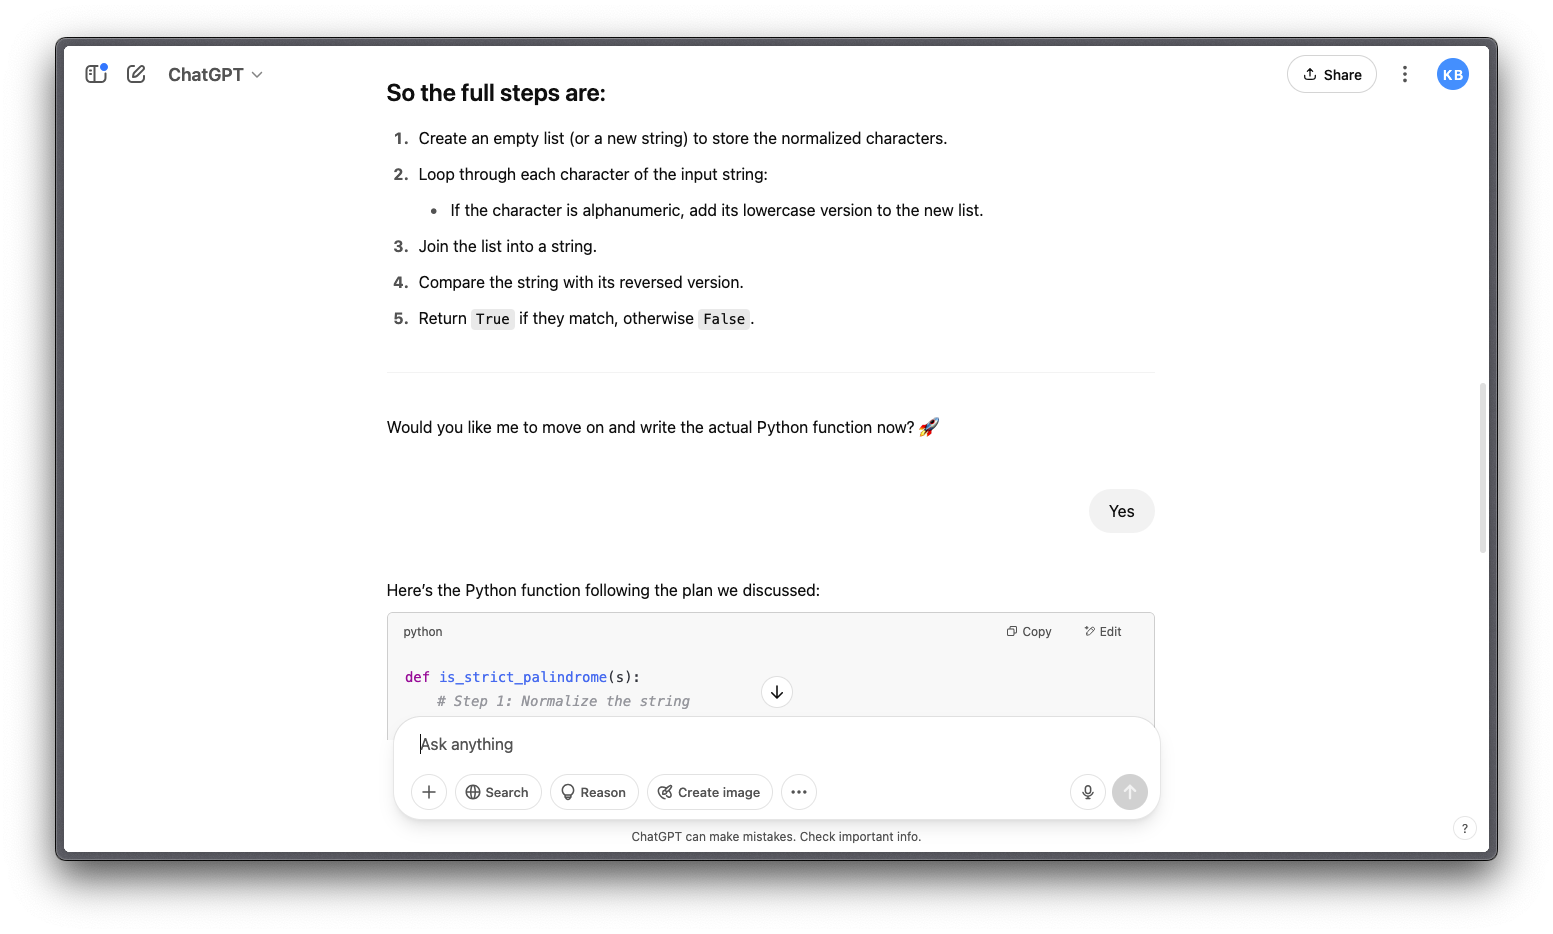 ChatGPT
Share
KB
So the full steps are:
1. Create an empty list (or a new string) to store the normalized characters.
2. Loop through each character of the input string:
• If the character is alphanumeric, add its lowercase version to the new list.
3. Join the list into a string.
4. Compare the string with its reversed version.
5. Return True if they match, otherwise False.
Would you like me to move on and write the actual Python function now? 🚀
Yes
Here’s the Python function following the plan we discussed:
python Copy Edit
def is_strict_palindrome(s):
# Step 1: Normalize the string
Ask anything
Search Reason Create image
ChatGPT can make mistakes. Check important info.
?